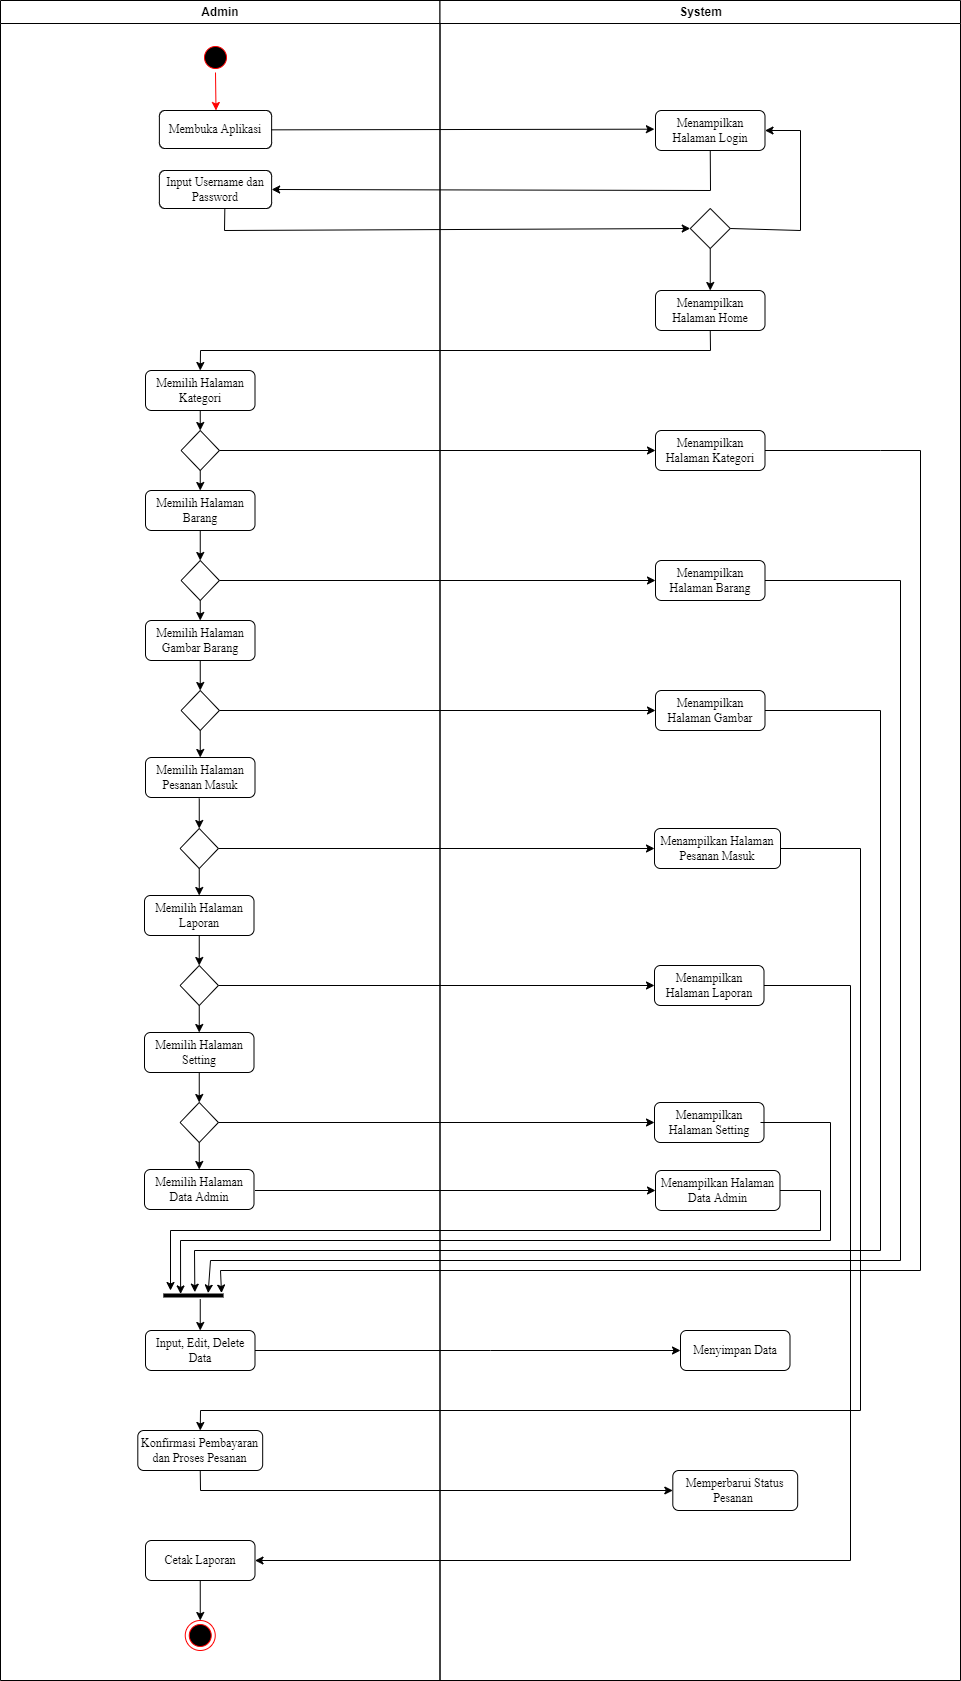 Admin
System
Membuka Aplikasi
Menampilkan
Halaman Login
Input Username dan
Password
Menampilkan
Halaman Home
Memilih Halaman
Kategori
Menampilkan
Halaman Kategori
Memilih Halaman
Barang
Menampilkan
Halaman Barang
Memilih Halaman
Gambar Barang
Menampilkan
Halaman Gambar
Memilih Halaman
Pesanan Masuk
Menampilkan Halaman
Pesanan Masuk
Memilih Halaman
Laporan
Menampilkan
Halaman Laporan
Memilih Halaman
Setting
Menampilkan
Halaman Setting
Memilih Halaman
Data Admin
Menampilkan Halaman
Data Admin
Input, Edit, Delete
Data
Menyimpan Data
Konfirmasi Pembayaran
dan Proses Pesanan
Memperbarui Status
Pesanan
Cetak Laporan